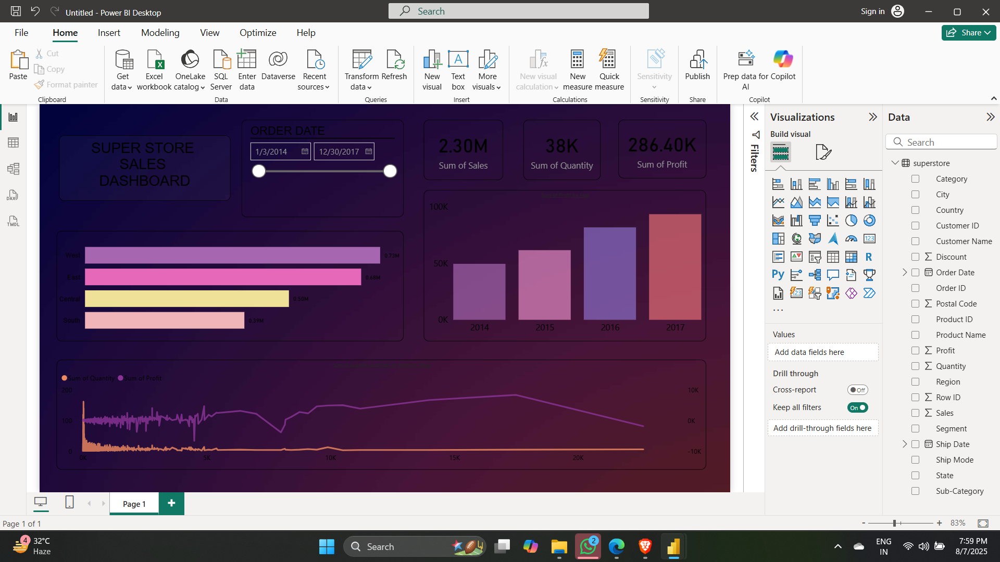 Untitled - Power BI Desktop
Search
Sign in
File
Home
Insert
Modeling
View
Optimize
Help
Share
Paste
Cut
Copy
Format painter
Clipboard
Get data
Excel workbook
OneLake catalog
SQL Server
Enter data
Dataverse
Recent sources
Data
Transform data
Refresh
Queries
New visual
Text box
More visuals
Insert
New visual calculation
New measure
Quick measure
Calculations
Sensitivity
Sensitivity
Publish
Share
Prep data for AI
Copilot
Copilot
DAX
TMDL
SUPER STORE
SALES
DASHBOARD
ORDER DATE
1/3/2014
12/30/2017
2.30M
Sum of Sales
38K
Sum of Quantity
286.40K
Sum of Profit
West
0.73M
East
0.68M
Central
0.50M
South
0.39M
100K
50K
0K
2014
2015
2016
2017
Sum of Quantity
Sum of Profit
200
100
0
10K
0K
-10K
0K
5K
10K
15K
20K
Filters
Visualizations
Build visual
123
R
Py
123
...
Values
Add data fields here
Drill through
Cross-report
Off
Keep all filters
On
Add drill-through fields here
Data
Search
superstore
Category
City
Country
Customer ID
Customer Name
Discount
Order Date
Order ID
Postal Code
Product ID
Product Name
Profit
Quantity
Region
Row ID
Sales
Segment
Ship Date
Ship Mode
State
Sub-Category
Page 1
Page 1 of 1
- + 83%
4
32°C
Haze
Search
2
ENG
IN
7:59 PM
8/7/2025